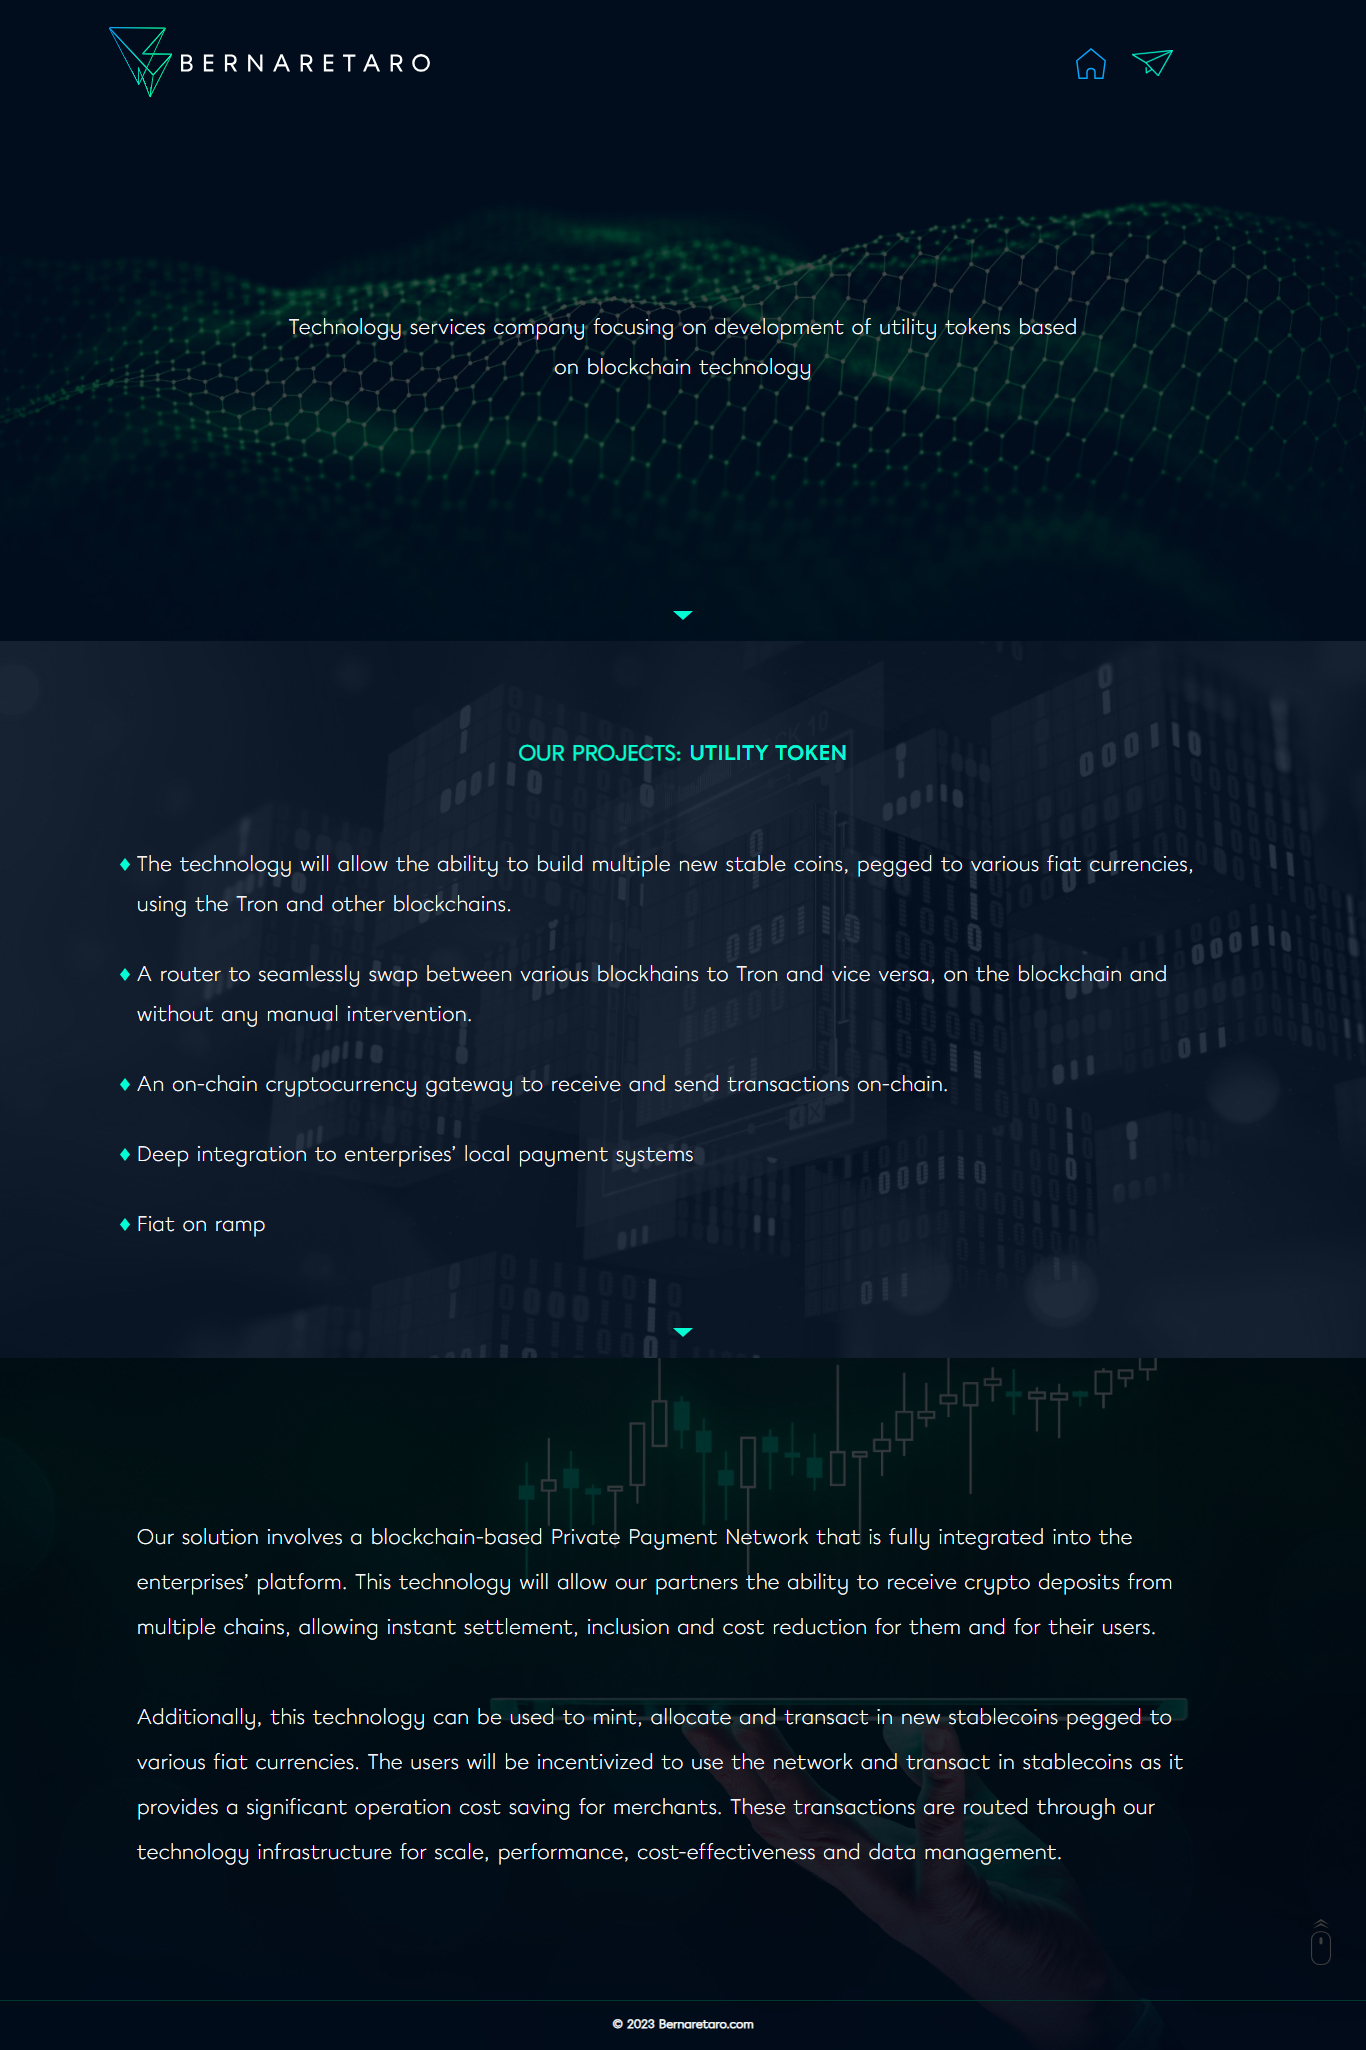 BERNARETARO
Technology services company focusing on development of utility tokens based
on blockchain technology
OUR PROJECTS: UTILITY TOKEN
The technology will allow the ability to build multiple new stable coins, pegged to various fiat currencies,
using the Tron and other blockchains.
A router to seamlessly swap between various blockhains to Tron and vice versa, on the blockchain and
without any manual intervention.
An on-chain cryptocurrency gateway to receive and send transactions on-chain.
Deep integration to enterprises’ local payment systems
Fiat on ramp
Our solution involves a blockchain-based Private Payment Network that is fully integrated into the
enterprises’ platform. This technology will allow our partners the ability to receive crypto deposits from
multiple chains, allowing instant settlement, inclusion and cost reduction for them and for their users.
Additionally, this technology can be used to mint, allocate and transact in new stablecoins pegged to
various fiat currencies. The users will be incentivized to use the network and transact in stablecoins as it
provides a significant operation cost saving for merchants. These transactions are routed through our
technology infrastructure for scale, performance, cost-effectiveness and data management.
© 2023 Bernaretaro.com